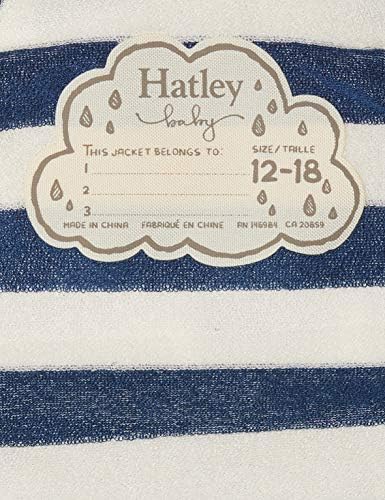 Hatley
baby
THIS JACKET BELONGS TO:
1
2
3
SIZE/TAILLE
12-18
MADE IN CHINA FABRIQUÉ EN CHINE RN 146984 CA 20859